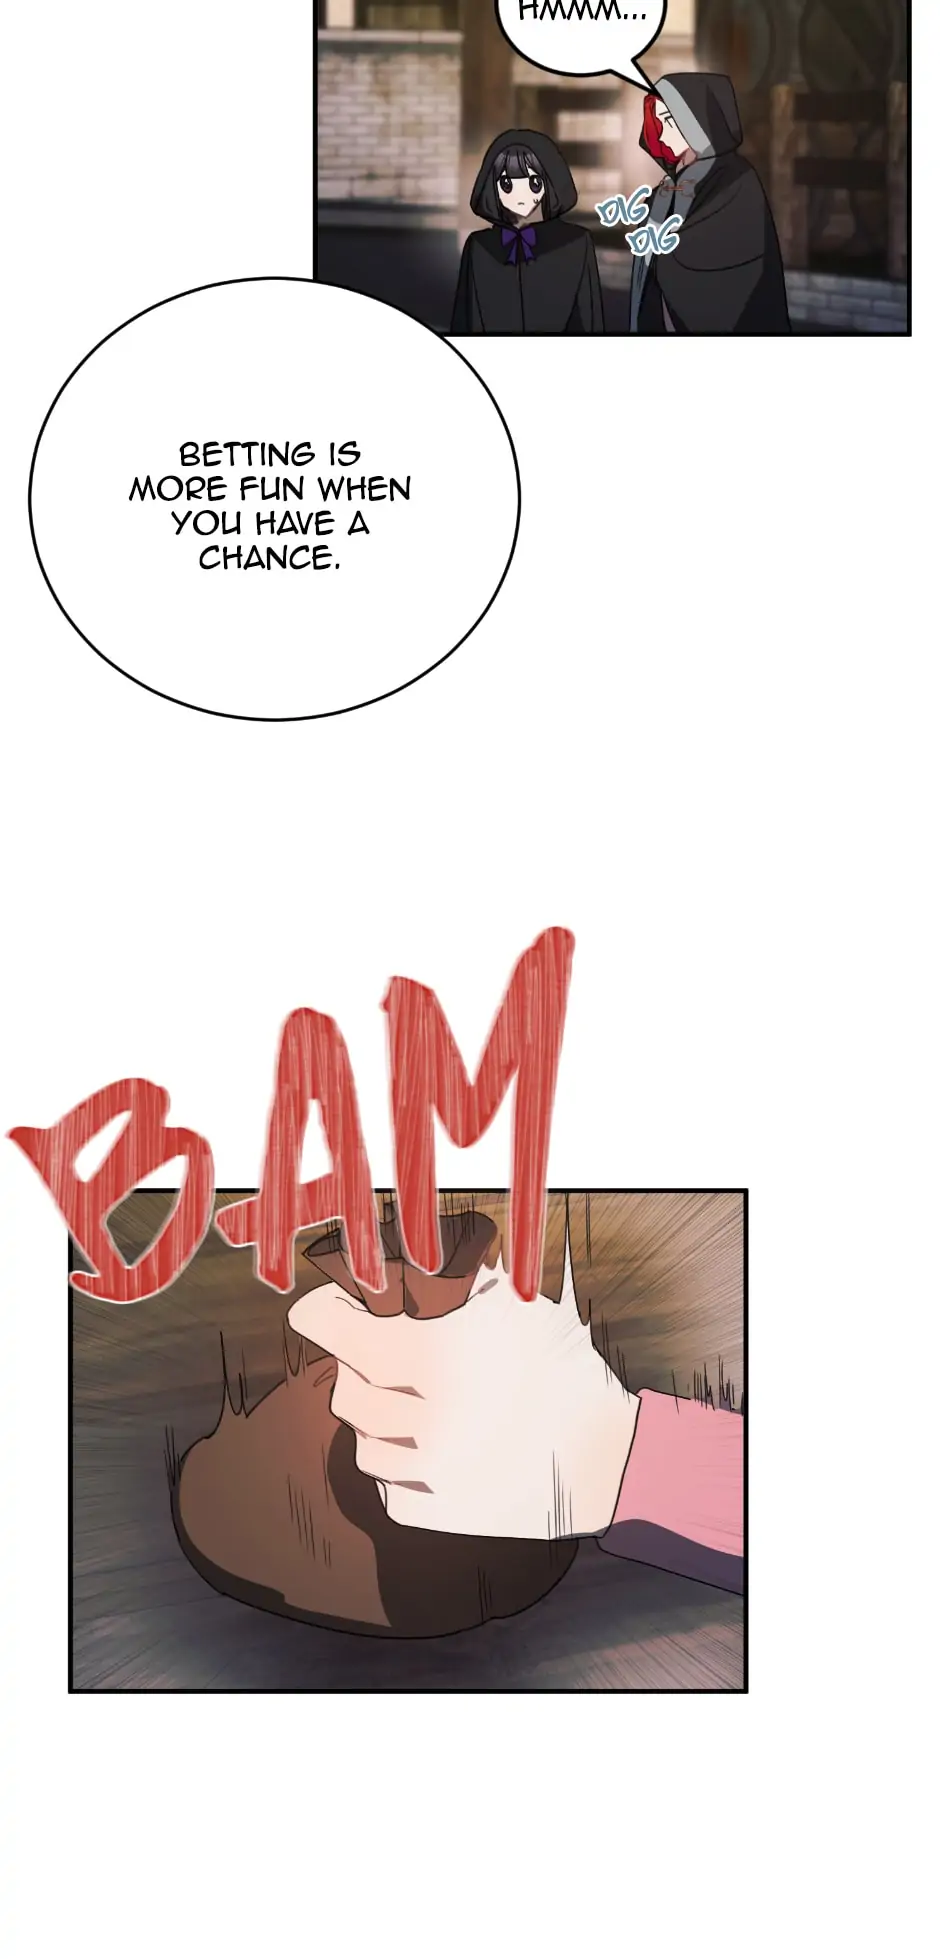 HMMM...
DIG
DIG
BETTING IS
MORE FUN WHEN
YOU HAVE A
CHANCE.
BAM